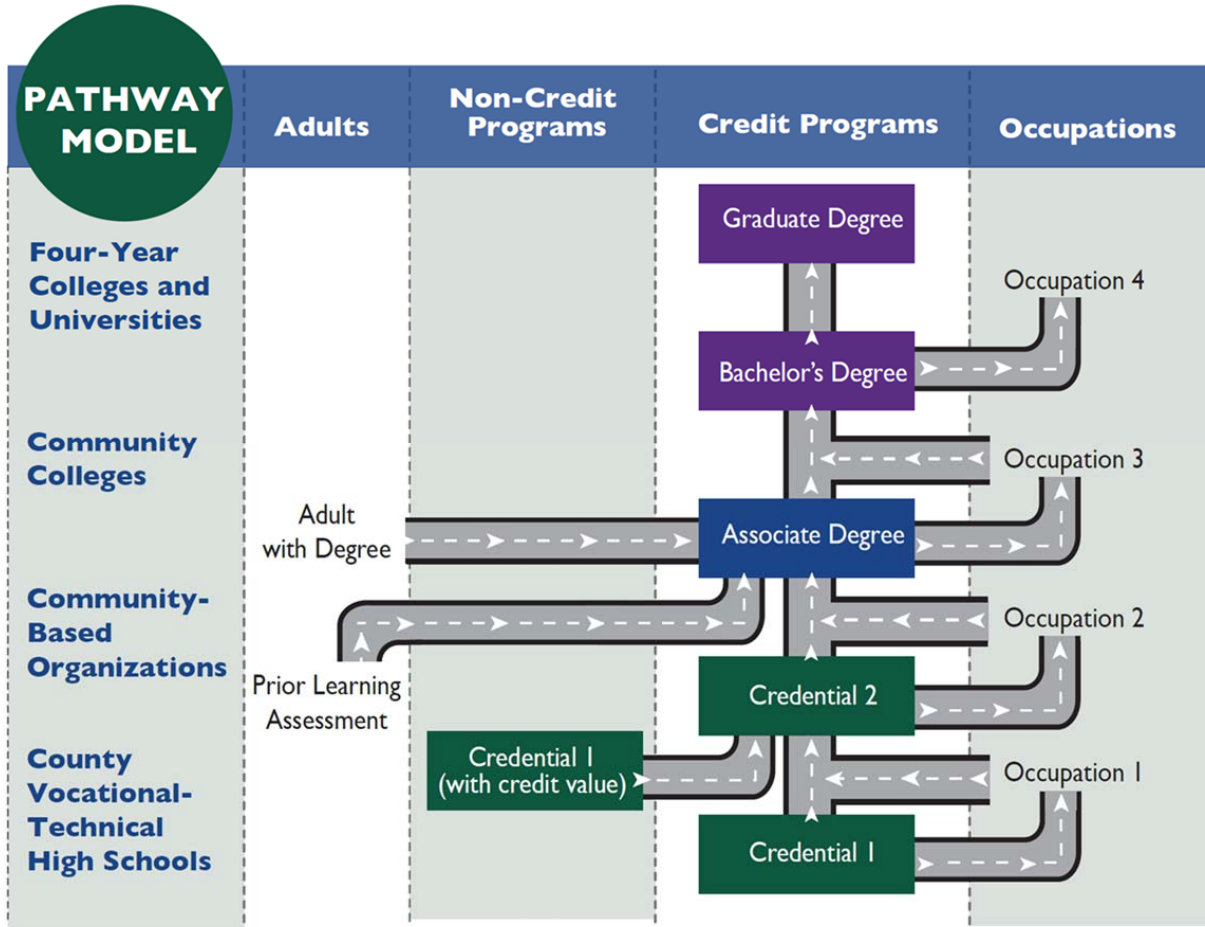 PATHWAY
MODEL
Adults
Non-Credit
Programs
Credit Programs
Occupations
Four-Year
Colleges and
Universities
Community
Colleges
Community-
Based
Organizations
County
Vocational-
Technical
High Schools
Adult
with Degree
Prior Learning
Assessment
Credential 1
(with credit value)
Graduate Degree
Bachelor's Degree
Associate Degree
Credential 2
Credential 1
Occupation 4
Occupation 3
Occupation 2
Occupation 1